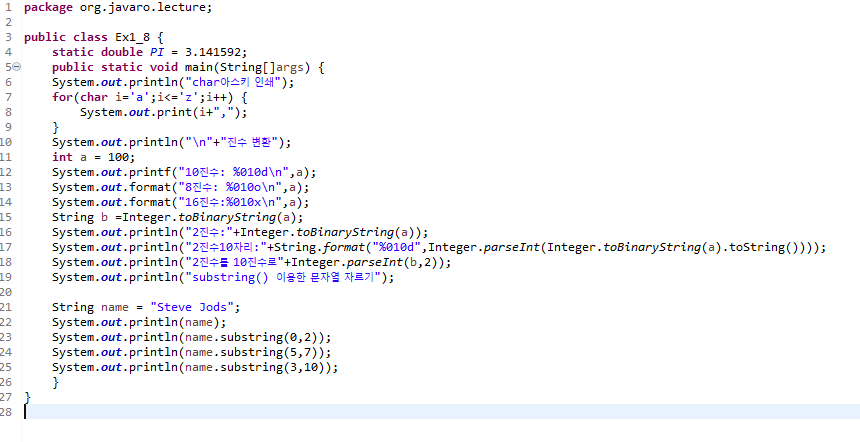 1 package org.javaro.lecture;
2
3 public class Ex1_8 {
4     static double PI = 3.141592;
5     public static void main(String[]args) {
6     System.out.println("char아스키 인쇄");
7     for(char i='a';i<='z';i++) {
8         System.out.print(i+",");
9     }
10     System.out.println("\n"+"진수 변환");
11     int a = 100;
12     System.out.printf("10진수: %010d\n",a);
13     System.out.format("8진수: %010o\n",a);
14     System.out.format("16진수:%010x\n",a);
15     String b =Integer.toBinaryString(a);
16     System.out.println("2진수:"+Integer.toBinaryString(a));
17     System.out.println("2진수10자리:"+String.format("%010d",Integer.parseInt(Integer.toBinaryString(a).toString())));
18     System.out.println("2진수를 10진수로"+Integer.parseInt(b,2));
19     System.out.println("substring() 이용한 문자열 자르기");
20
21     String name = "Steve Jods";
22     System.out.println(name);
23     System.out.println(name.substring(0,2));
24     System.out.println(name.substring(5,7));
25     System.out.println(name.substring(3,10));
26     }
27 }
28